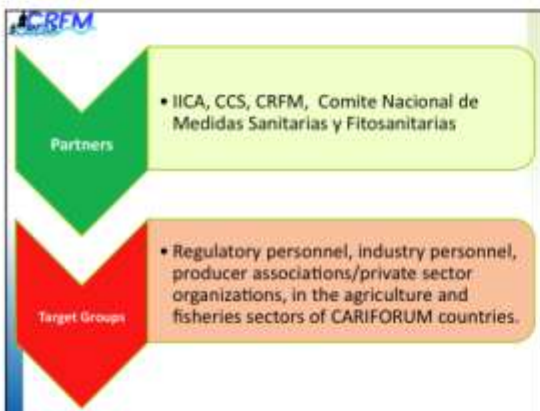 CRFM
Partners
• IICA, CCS, CRFM, Comite Nacional de
Medidas Sanitarias y Fitosanitarias
Target Groups
• Regulatory personnel, industry personnel,
producer associations/private sector
organizations, in the agriculture and
fisheries sectors of CARIFORUM countries.